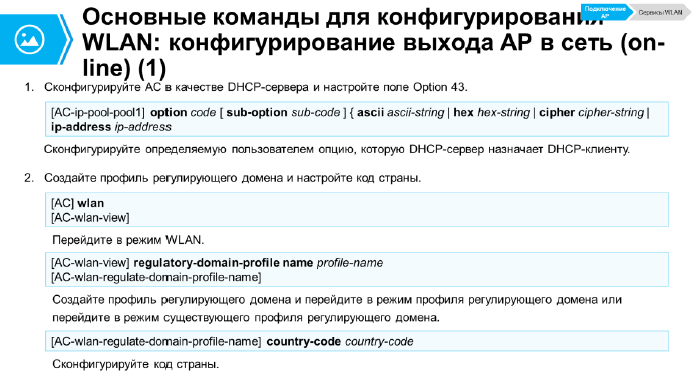 Подключение AP
Сервисы WLAN
Основные команды для конфигурирования
WLAN: конфигурирование выхода AP в сеть (on-
line) (1)
1. Сконфигурируйте AC в качестве DHCP-сервера и настройте поле Option 43.
[AC-ip-pool-pool1] option code [ sub-option sub-code ] { ascii ascii-string | hex hex-string | cipher cipher-string |
ip-address ip-address
Сконфигурируйте определяемую пользователем опцию, которую DHCP-сервер назначает DHCP-клиенту.
2. Создайте профиль регулирующего домена и настройте код страны.
[AC] wlan
[AC-wlan-view]
Перейдите в режим WLAN.
[AC-wlan-view] regulatory-domain-profile name profile-name
[AC-wlan-regulate-domain-profile-name]
Создайте профиль регулирующего домена и перейдите в режим профиля регулирующего домена или
перейдите в режим существующего профиля регулирующего домена.
[AC-wlan-regulate-domain-profile-name] country-code country-code
Сконфигурируйте код страны.